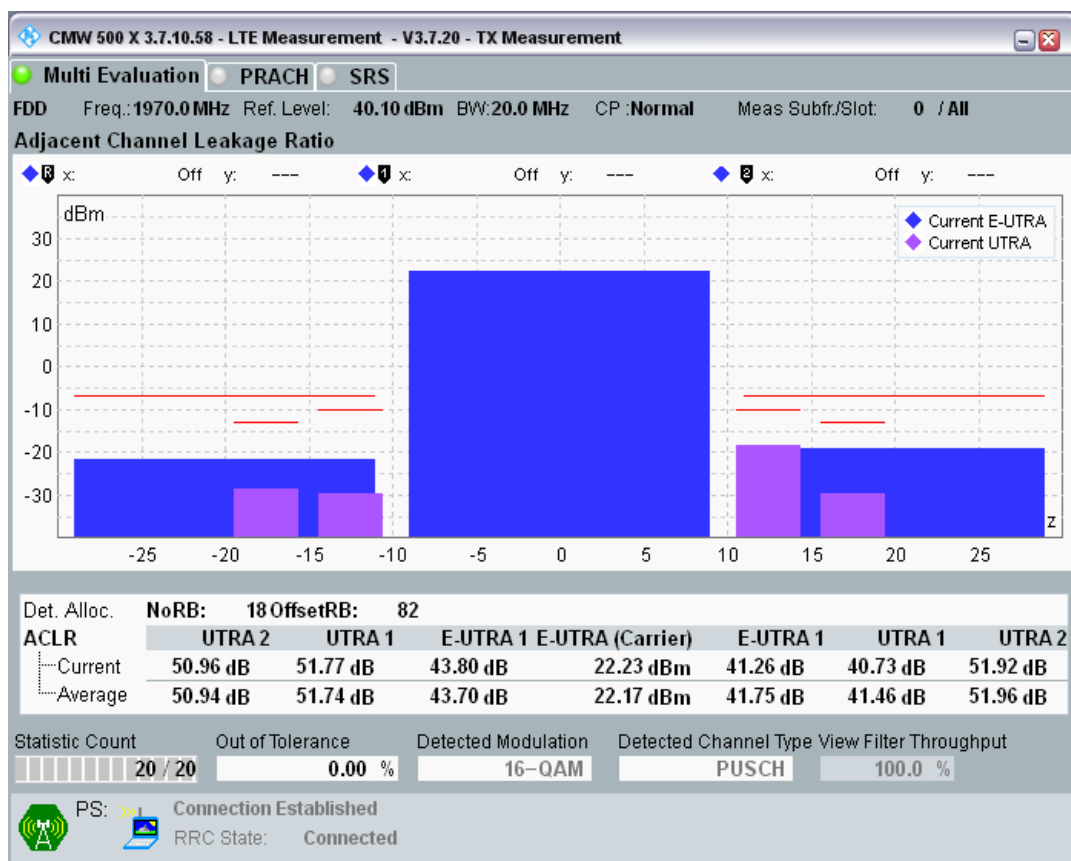 CMW 500 X 3.7.10.58 - LTE Measurement - V3.7.20 - TX Measurement
Multi Evaluation PRACH SRS
FDD Freq.: 1970.0 MHz Ref. Level: 40.10 dBm BW: 20.0 MHz CP : Normal Meas Subfr./Slot: 0 / All
Adjacent Channel Leakage Ratio
R x: Off y: --- 1 x: Off y: --- 2 x: Off y: ---
dBm
Current E-UTRA
Current UTRA
30
20
10
0
-10
-20
-30
z
-25 -20 -15 -10 -5 0 5 10 15 20 25
Det. Alloc. NoRB: 18 OffsetRB: 82
ACLR UTRA 2 UTRA 1 E-UTRA 1 E-UTRA (Carrier) E-UTRA 1 UTRA 1 UTRA 2
Current 50.96 dB 51.77 dB 43.80 dB 22.23 dBm 41.26 dB 40.73 dB 51.92 dB
Average 50.94 dB 51.74 dB 43.70 dB 22.17 dBm 41.75 dB 41.46 dB 51.96 dB
Statistic Count Out of Tolerance Detected Modulation Detected Channel Type View Filter Throughput
20 / 20 0.00 % 16-QAM PUSCH 100.0 %
PS: Connection Established
RRC State: Connected